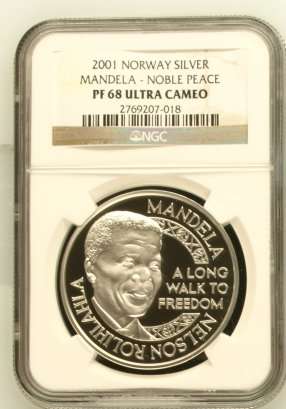 2001 NORWAY SILVER
MANDELA - NOBLE PEACE
PF 68 ULTRA CAMEO
2769207-018
NGC
MANDELA
A LONG
WALK TO
FREEDOM
NELSON ROLIHLAHLA